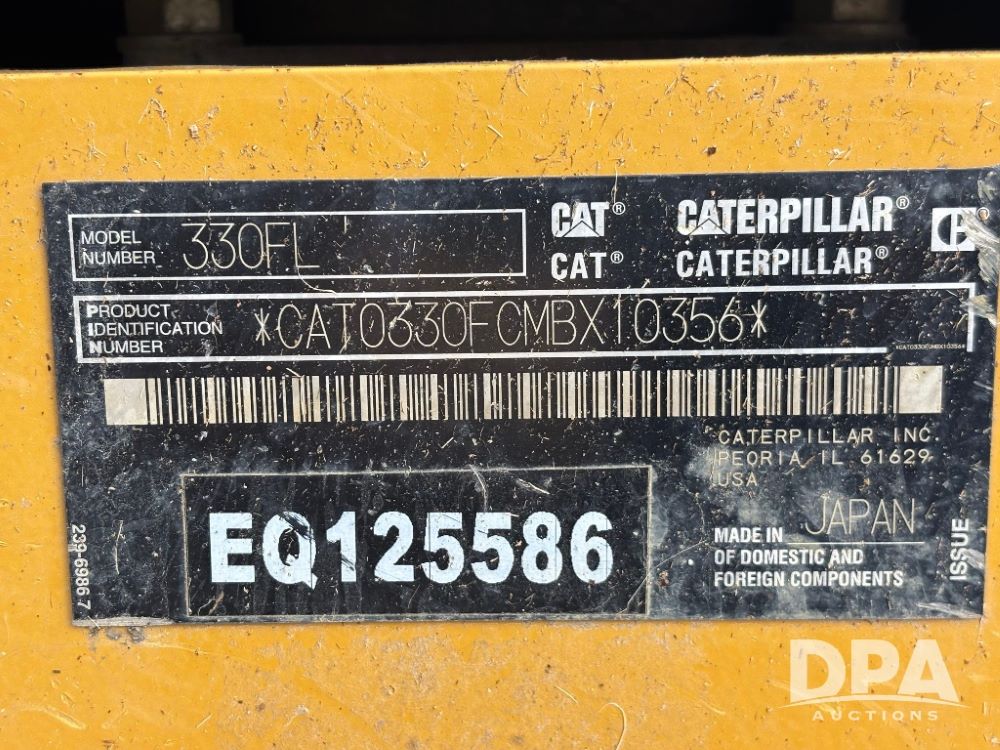 MODEL NUMBER 330FL
CAT® CATERPILLAR®
CAT® CATERPILLAR®
PRODUCT IDENTIFICATION NUMBER *CAT0330FCMBX10356*
*CAT0330FCMBX10356*
CATERPILLAR INC.
PEORIA IL 61629
USA
EQ125586
MADE IN JAPAN
OF DOMESTIC AND
FOREIGN COMPONENTS
239-6986 7
ISSUE
DPA
AUCTIONS